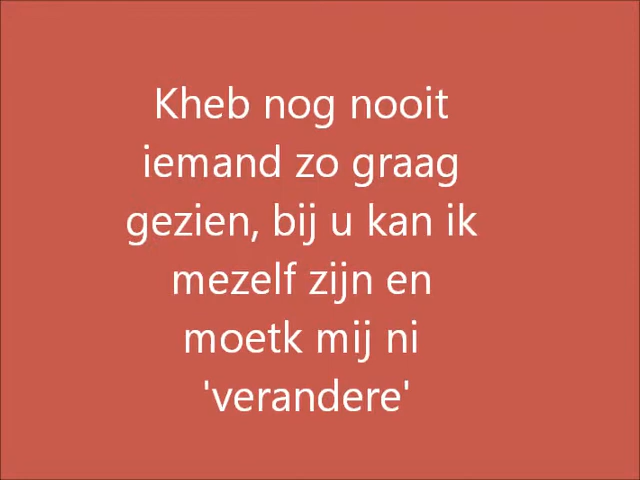 Kheb nog nooit
iemand zo graag
gezien, bij u kan ik
mezelf zijn en
moetk mij ni
'verandere'